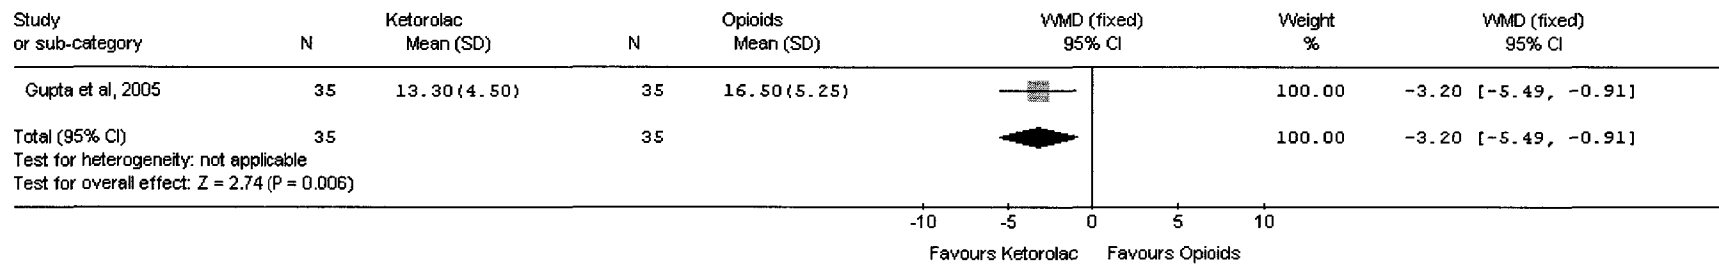 Study Ketorolac Opioids WMD (fixed) Weight WMD (fixed)
or sub-category N Mean (SD) N Mean (SD) 95% CI % 95% CI
Gupta et al, 2005 35 13.30(4.50) 35 16.50(5.25) 100.00 -3.20 [-5.49, -0.91]
Total (95% CI) 35 35 100.00 -3.20 [-5.49, -0.91]
Test for heterogeneity: not applicable
Test for overall effect: Z = 2.74 (P = 0.006)
-10 -5 0 5 10
Favours Ketorolac Favours Opioids